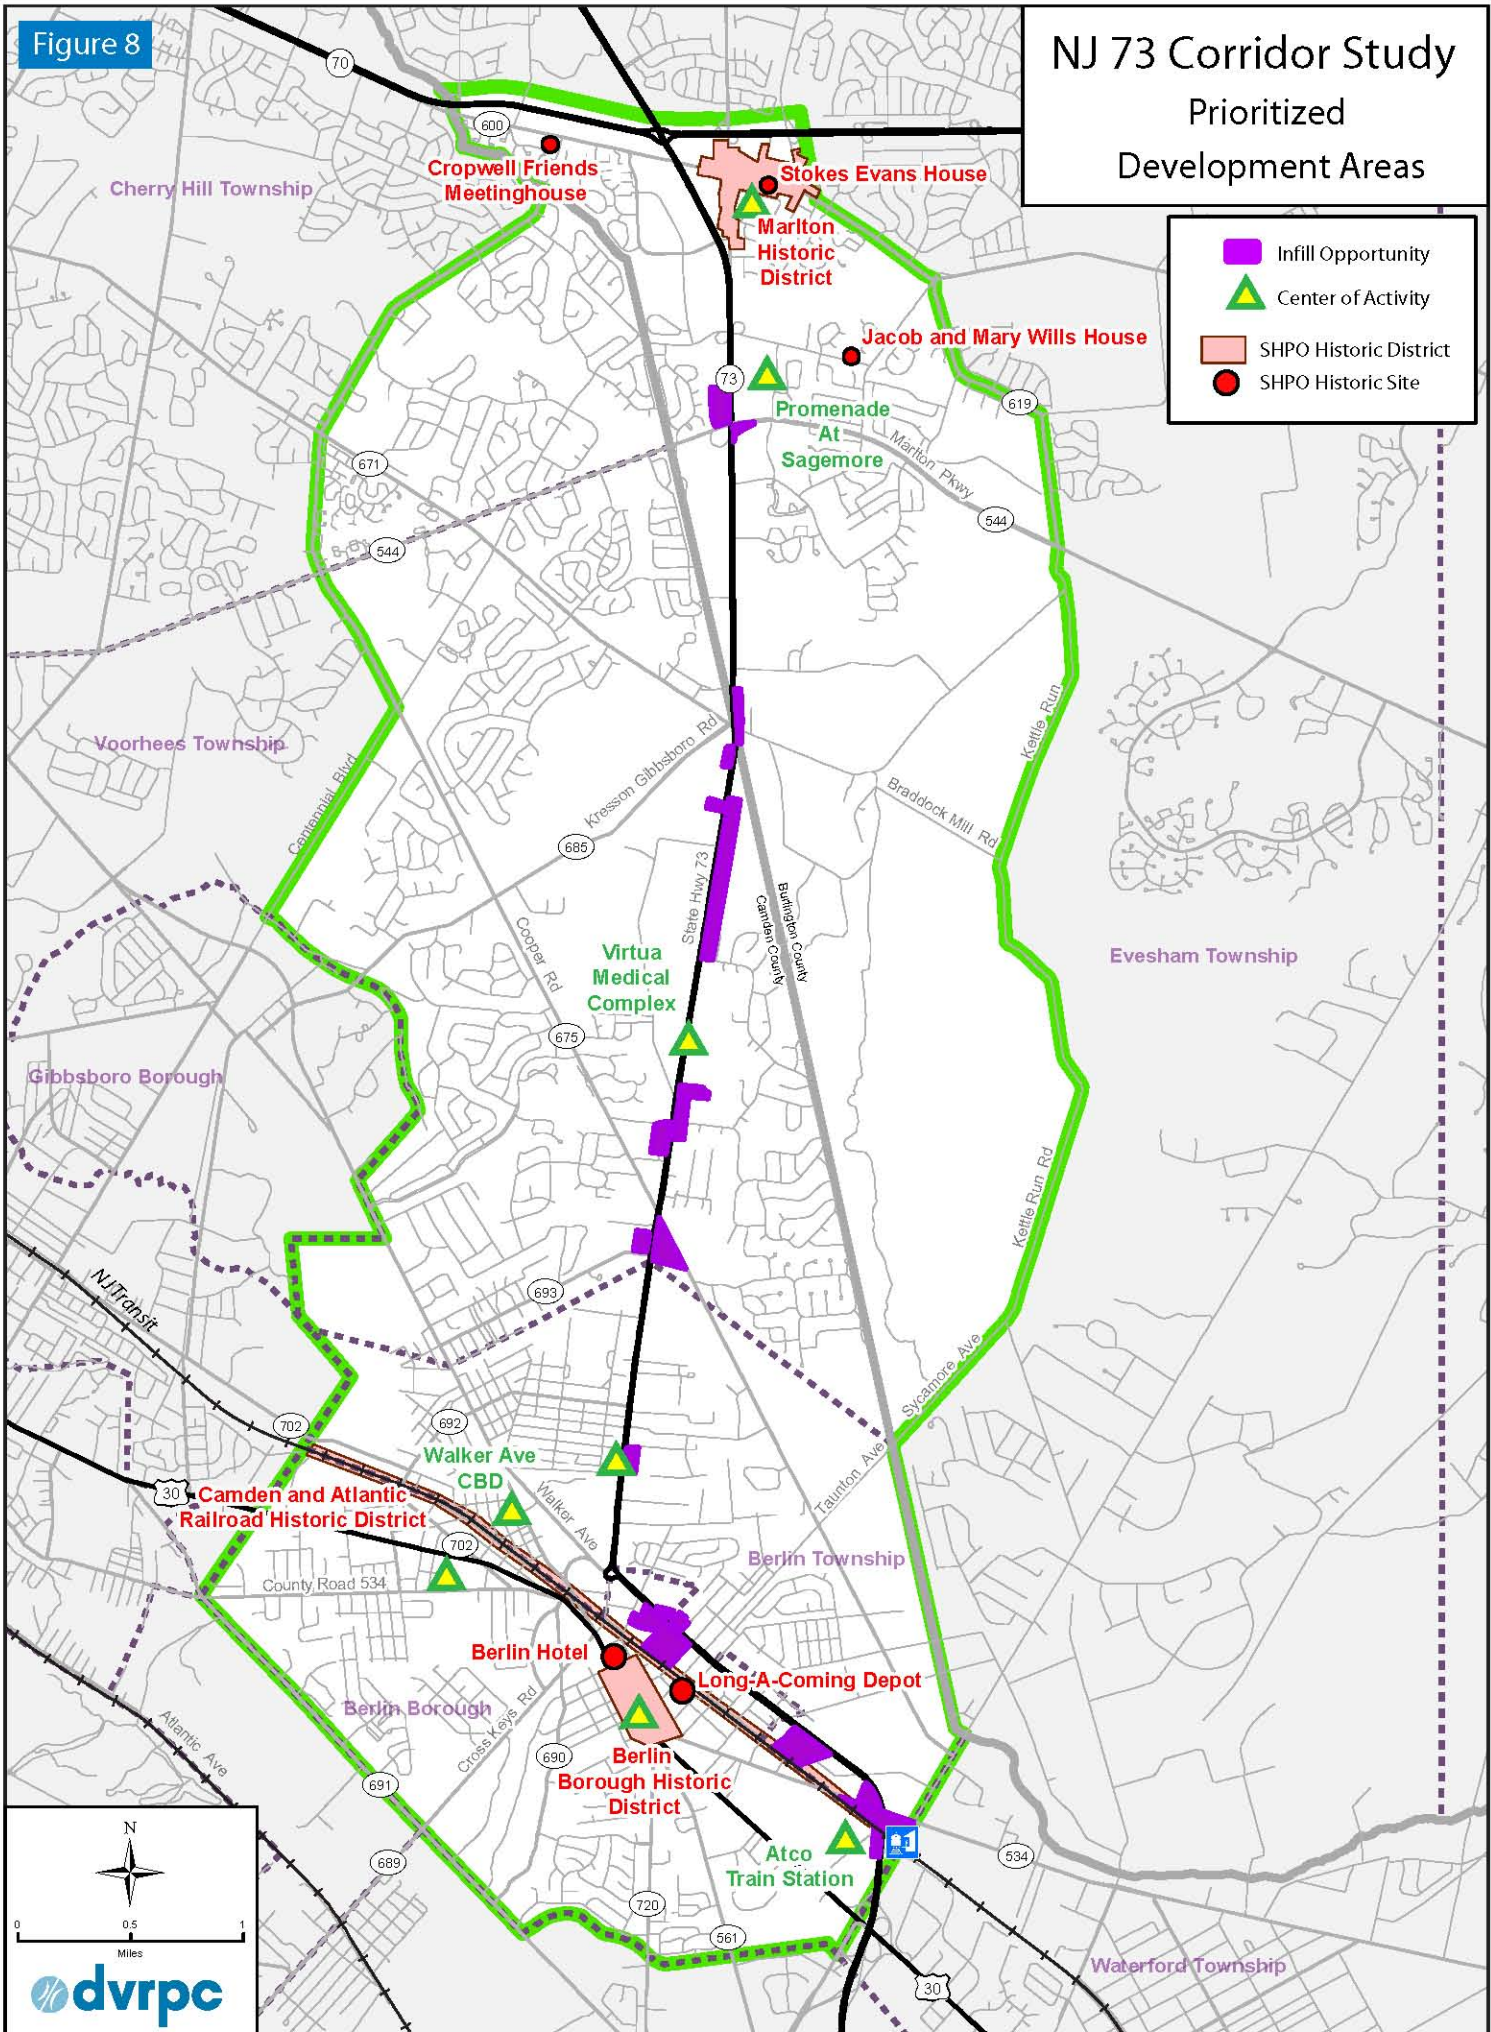 Figure 8
NJ 73 Corridor Study
Prioritized
Development Areas
Infill Opportunity
Center of Activity
SHPO Historic District
SHPO Historic Site
70
600
Cropwell Friends
Meetinghouse
Cherry Hill Township
Stokes Evans House
Marlton
Historic
District
Jacob and Mary Wills House
73
Promenade
At
Sagemore
619
671
Marlton Pkwy
544
544
Voorhees Township
Centennial Blvd
Kresson Gibbsboro Rd
Kettle Run
Braddock Mill Rd
685
State Hwy 73
Burlington County
Camden County
Cooper Rd
Virtua
Medical
Complex
Evesham Township
675
Gibbsboro Borough
Kettle Run Rd
NJTransit
693
Sycamore Ave
692
702
Walker Ave
CBD
Taunton Ave
30
Camden and Atlantic
Railroad Historic District
Walker Ave
702
Berlin Township
County Road 534
Berlin Hotel
Long-A-Coming Depot
Berlin Borough
Cross Keys Rd
Atlantic Ave
690
Berlin
Borough Historic
District
691
Atco
Train Station
689
534
720
561
Waterford Township
30
N
0
0.5
1
Miles
dvrpc